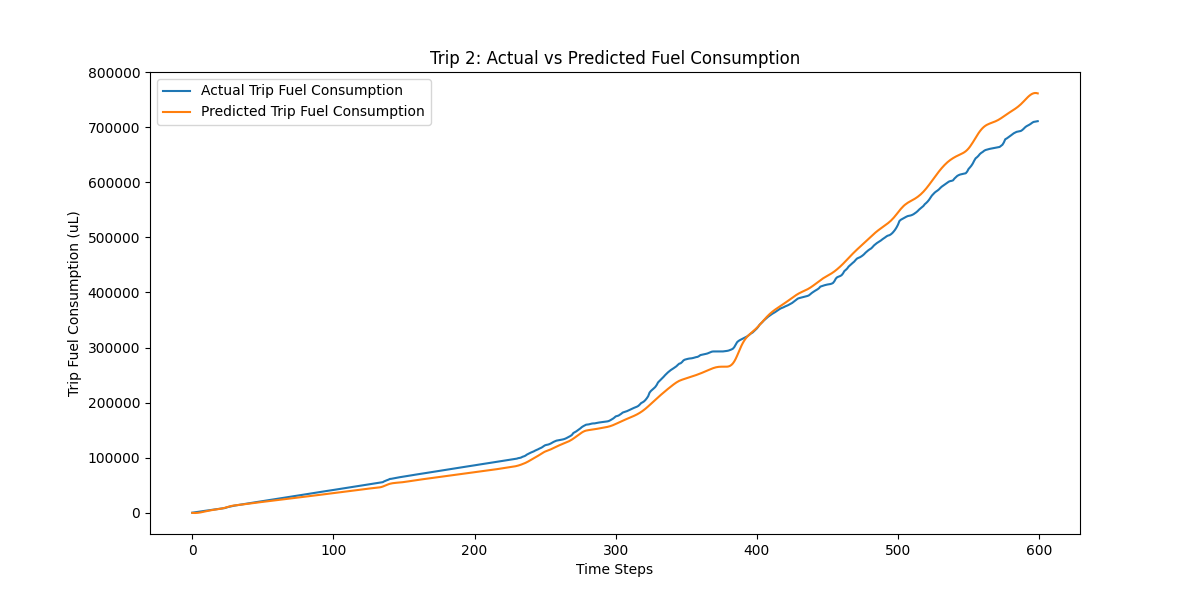 Trip 2: Actual vs Predicted Fuel Consumption
Actual Trip Fuel Consumption
Predicted Trip Fuel Consumption
Trip Fuel Consumption (uL)
800000
700000
600000
500000
400000
300000
200000
100000
0
0 100 200 300 400 500 600
Time Steps